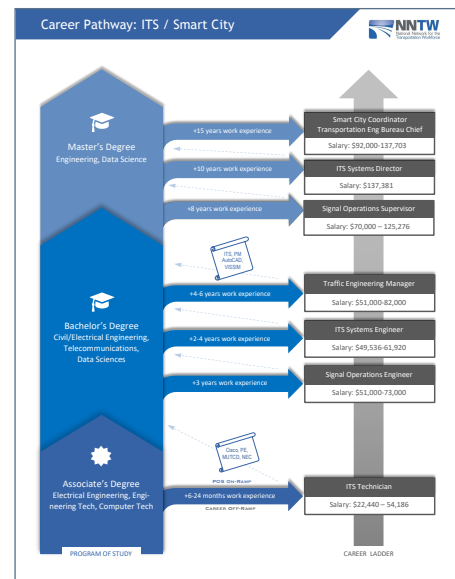 Career Pathway: ITS / Smart City
NNTW
National Network for the
Transportation Workforce
Master's Degree
Engineering, Data Science
+15 years work experience
Smart City Coordinator
Transportation Eng Bureau Chief
Salary: $92,000-137,703
+10 years work experience
ITS Systems Director
Salary: $137,381
+8 years work experience
Signal Operations Supervisor
Salary: $70,000 – 125,276
ITS, PM
AutoCAD,
VISSIM
Bachelor's Degree
Civil/Electrical Engineering,
Telecommunications,
Data Sciences
+4-6 years work experience
Traffic Engineering Manager
Salary: $51,000-82,000
+2-4 years work experience
ITS Systems Engineer
Salary: $49,536-61,920
+3 years work experience
Signal Operations Engineer
Salary: $51,000-73,000
Cisco, PE,
MUTCD, NEC
Associate's Degree
Electrical Engineering, Engi-
neering Tech, Computer Tech
POS On-Ramp
+6-24 months work experience
Career Off-Ramp
ITS Technician
Salary: $22,440 – 54,186
PROGRAM OF STUDY
CAREER LADDER